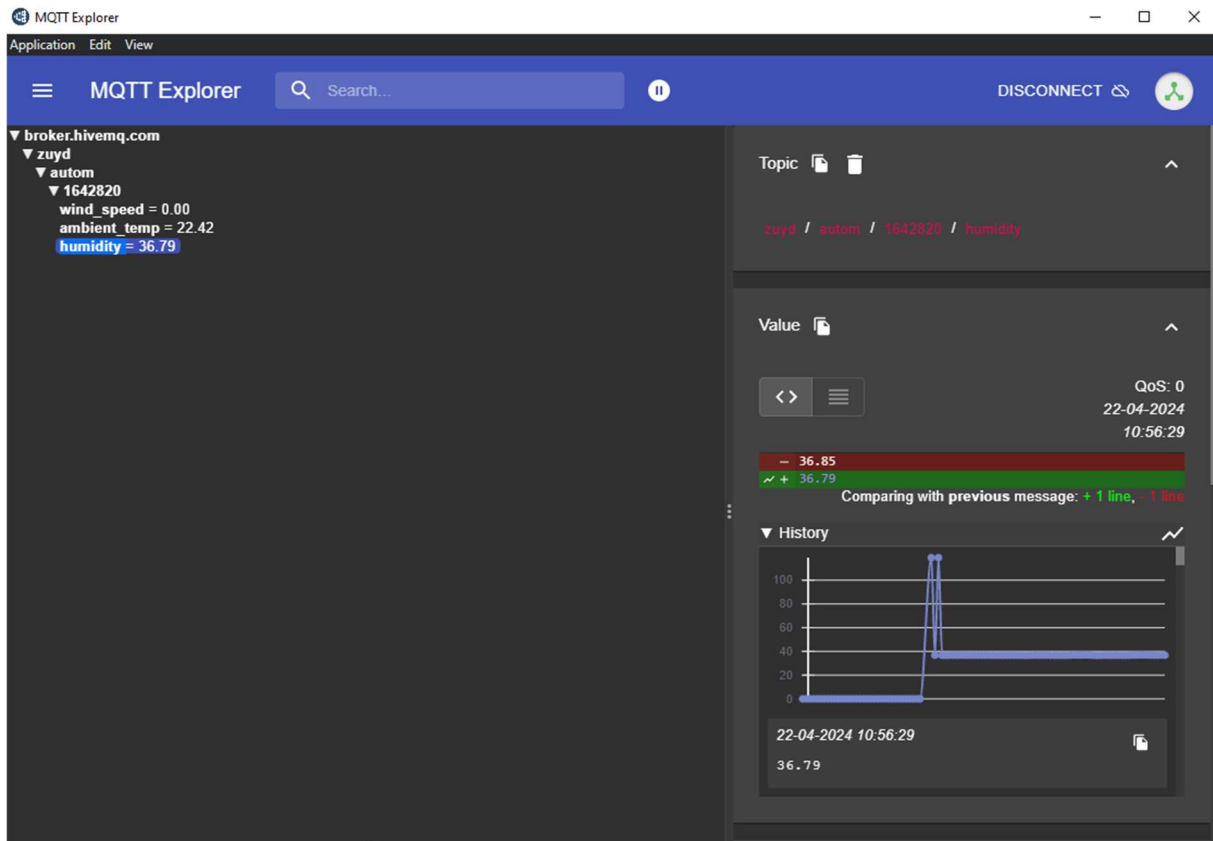 MQTT Explorer
Application Edit View
MQTT Explorer
Search...
DISCONNECT
▼ broker.hivemq.com
▼ zuyd
▼ autom
▼ 1642820
wind_speed = 0.00
ambient_temp = 22.42
humidity = 36.79
Topic
zuyd / autom / 1642820 / humidity
Value
QoS: 0
22-04-2024
10:56:29
- 36.85
+ 36.79
Comparing with previous message: + 1 line, - 1 line
▼ History
100
80
60
40
20
0
22-04-2024 10:56:29
36.79